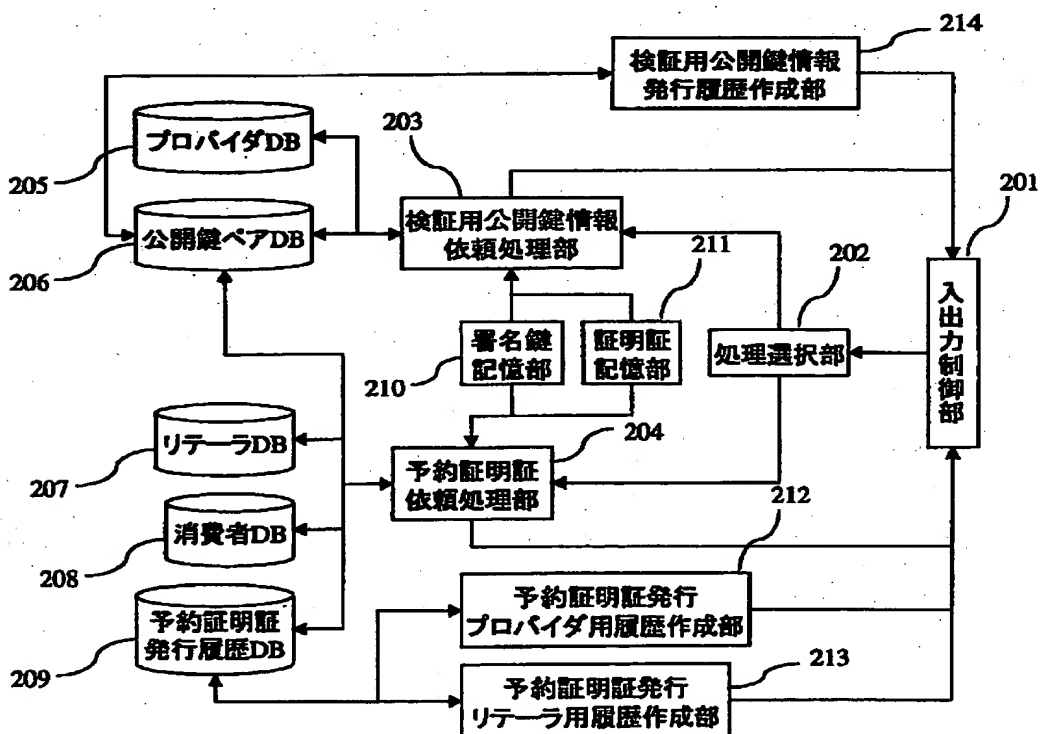 214
検証用公開鍵情報
発行履歴作成部
プロバイダDB
205
203
検証用公開鍵情報
依頼処理部
201
公開鍵ペアDB
206
211
202
入出力制御部
署名鍵
記憶部
210
証明証
記憶部
処理選択部
リテーラDB
207
204
予約証明証
依頼処理部
212
消費者DB
208
予約証明証
発行履歴DB
209
予約証明証発行
プロバイダ用履歴作成部
213
予約証明証発行
リテーラ用履歴作成部